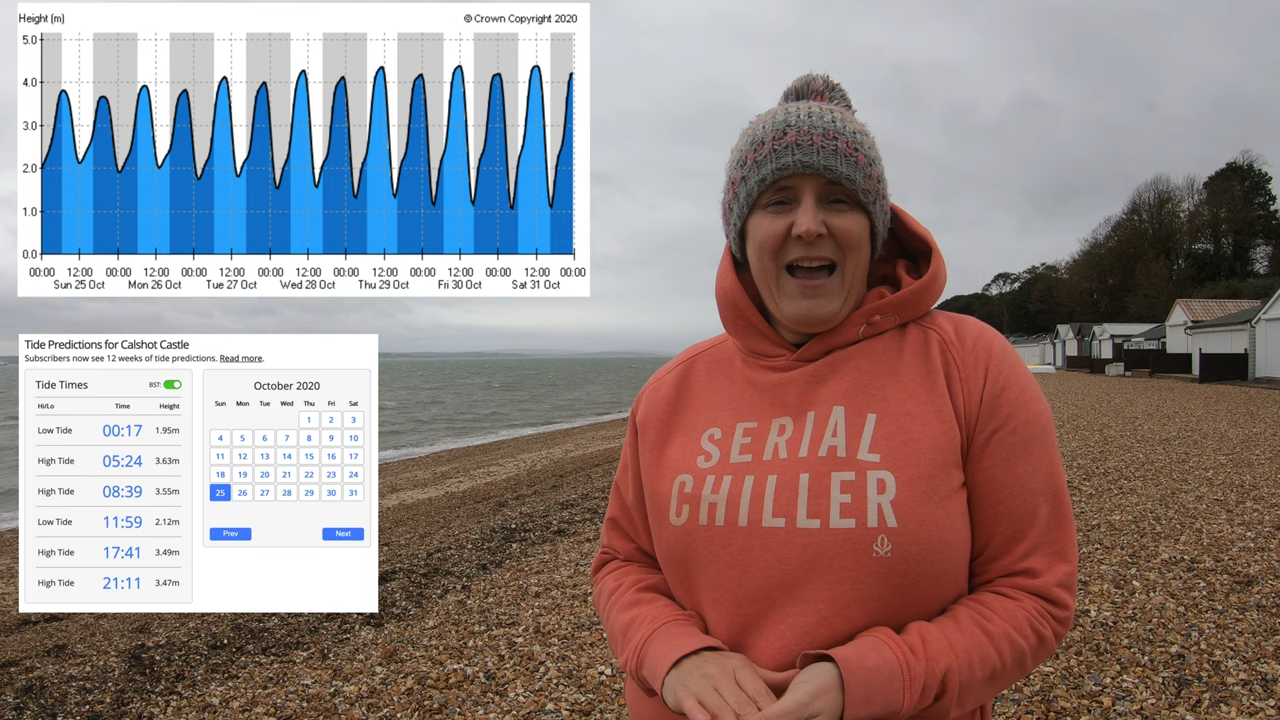 Height (m)
© Crown Copyright 2020
5.0
4.0
3.0
2.0
1.0
0.0
00:00 12:00 00:00 12:00 00:00 12:00 00:00 12:00 00:00 12:00 00:00 12:00 00:00 12:00 00:00
Sun 25 Oct Mon 26 Oct Tue 27 Oct Wed 28 Oct Thu 29 Oct Fri 30 Oct Sat 31 Oct
Tide Predictions for Calshot Castle
Subscribers now see 12 weeks of tide predictions. Read more.
Tide Times BST:
Hi/Lo Time Height
Low Tide 00:17 1.95m
High Tide 05:24 3.63m
High Tide 08:39 3.55m
Low Tide 11:59 2.12m
High Tide 17:41 3.49m
High Tide 21:11 3.47m
October 2020
Sun Mon Tue Wed Thu Fri Sat
1 2 3
4 5 6 7 8 9 10
11 12 13 14 15 16 17
18 19 20 21 22 23 24
25 26 27 28 29 30 31
Prev Next
SERIAL
CHILLER